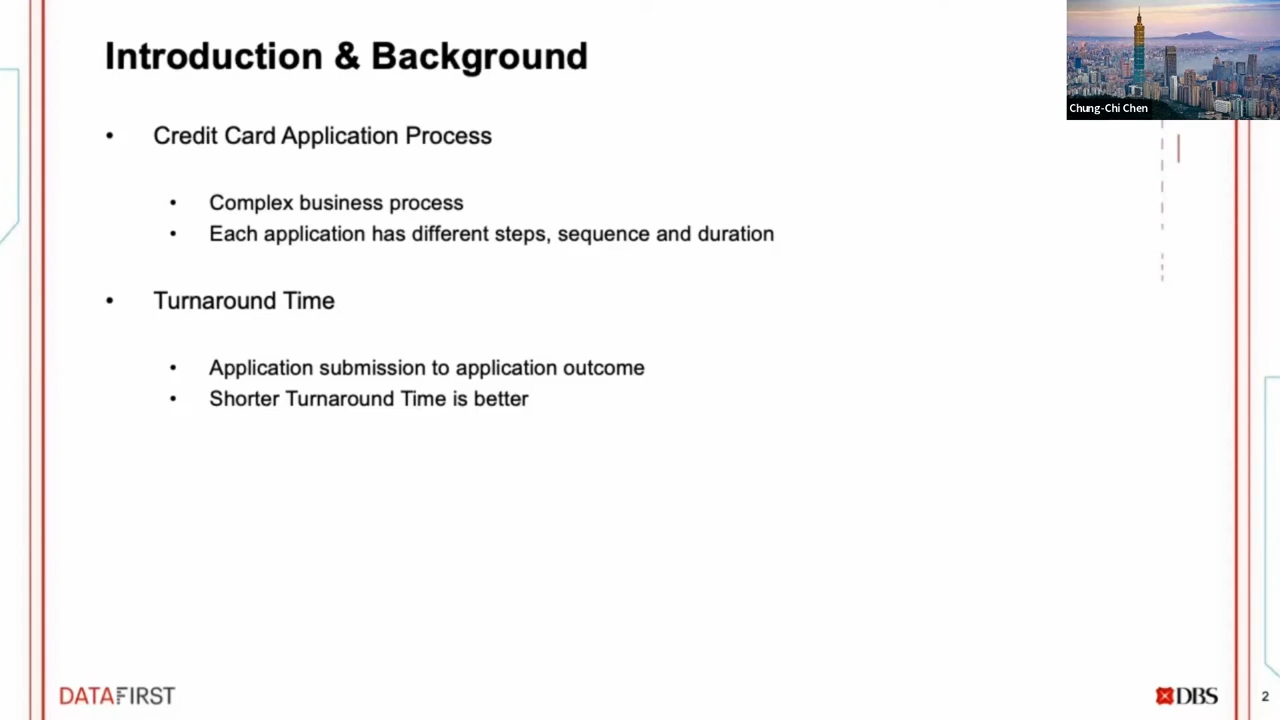 Introduction & Background
Chung-Chi Chen
• Credit Card Application Process
• Complex business process
• Each application has different steps, sequence and duration
• Turnaround Time
• Application submission to application outcome
• Shorter Turnaround Time is better
DATAFIRST
DBS
2